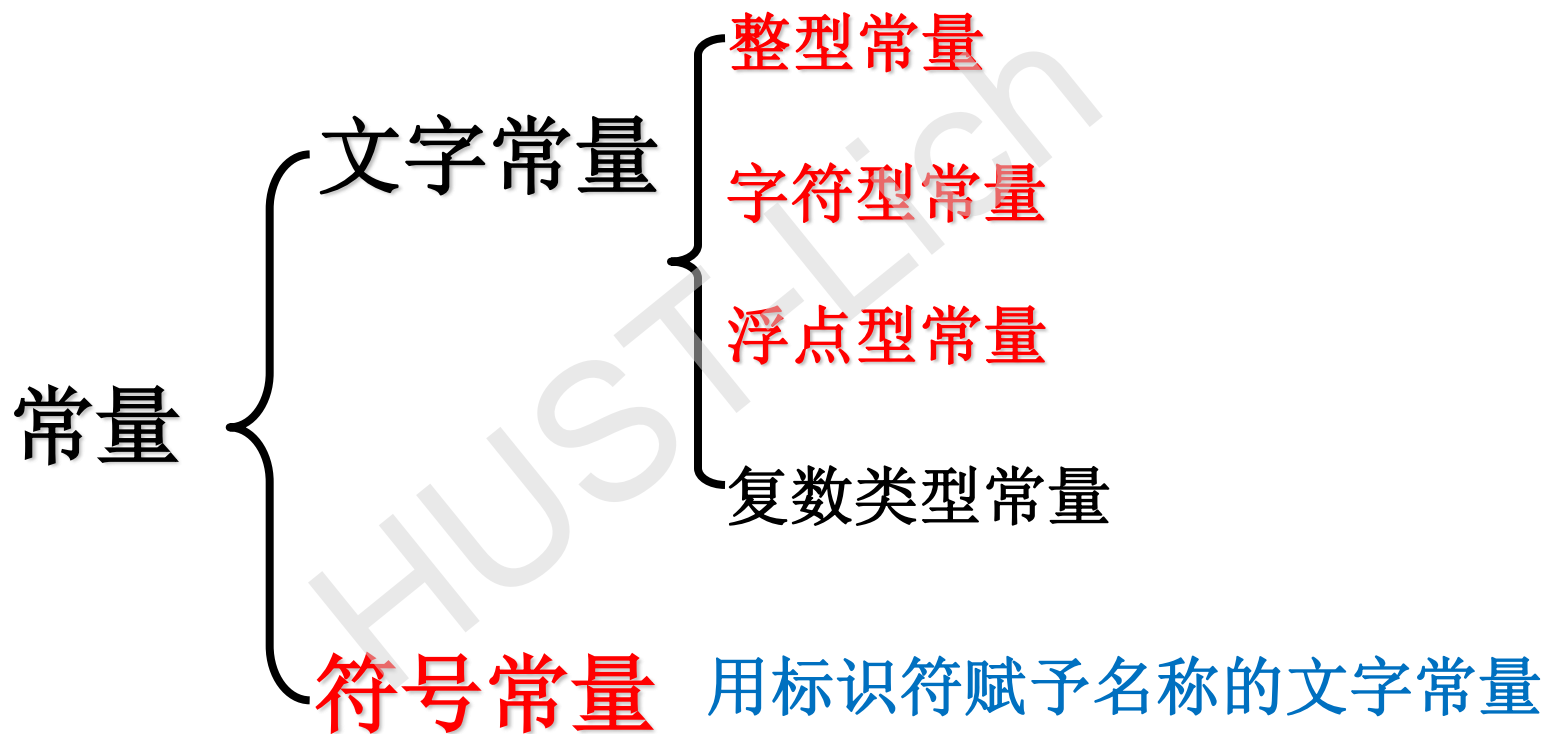 常量
文字常量
整型常量
字符型常量
浮点型常量
复数类型常量
符号常量
用标识符赋予名称的文字常量
HUST-Lich